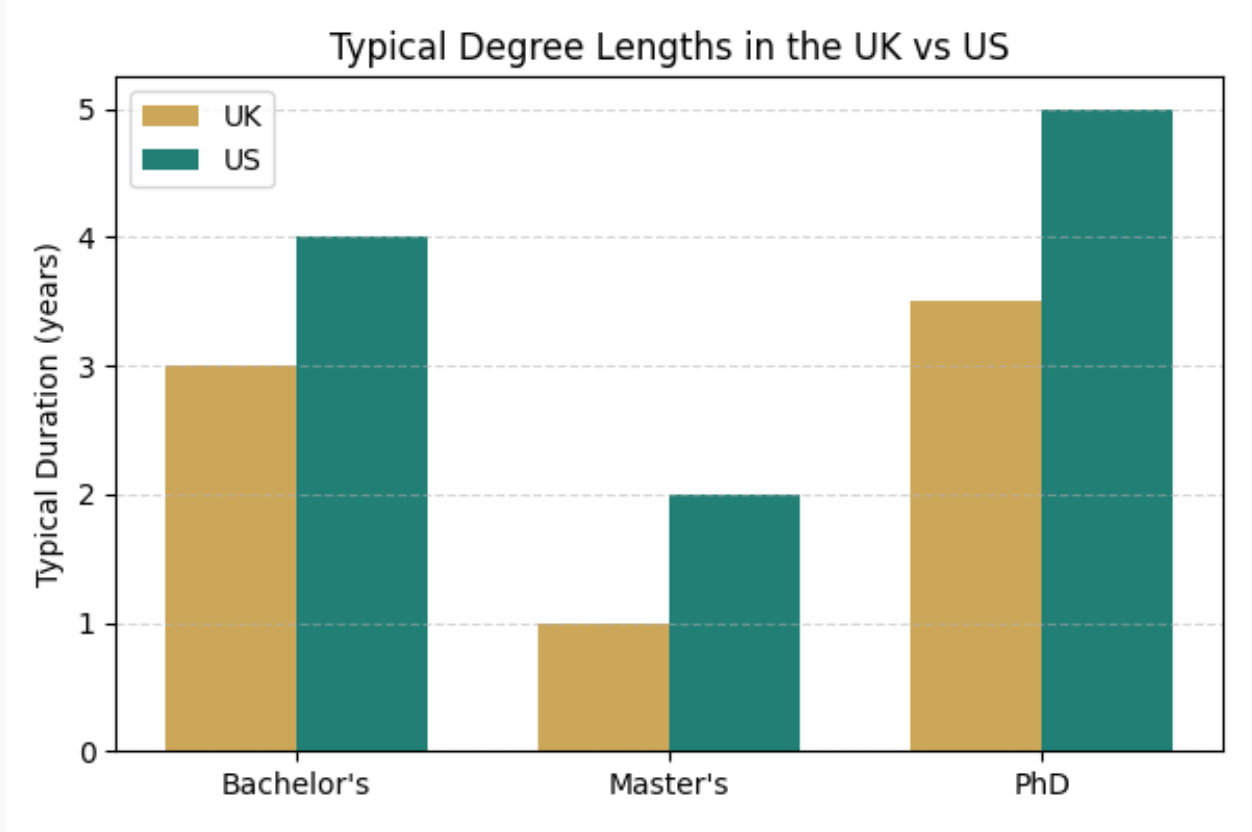 Typical Degree Lengths in the UK vs US
UK
US
Typical Duration (years)
5
4
3
2
1
0
Bachelor's
Master's
PhD